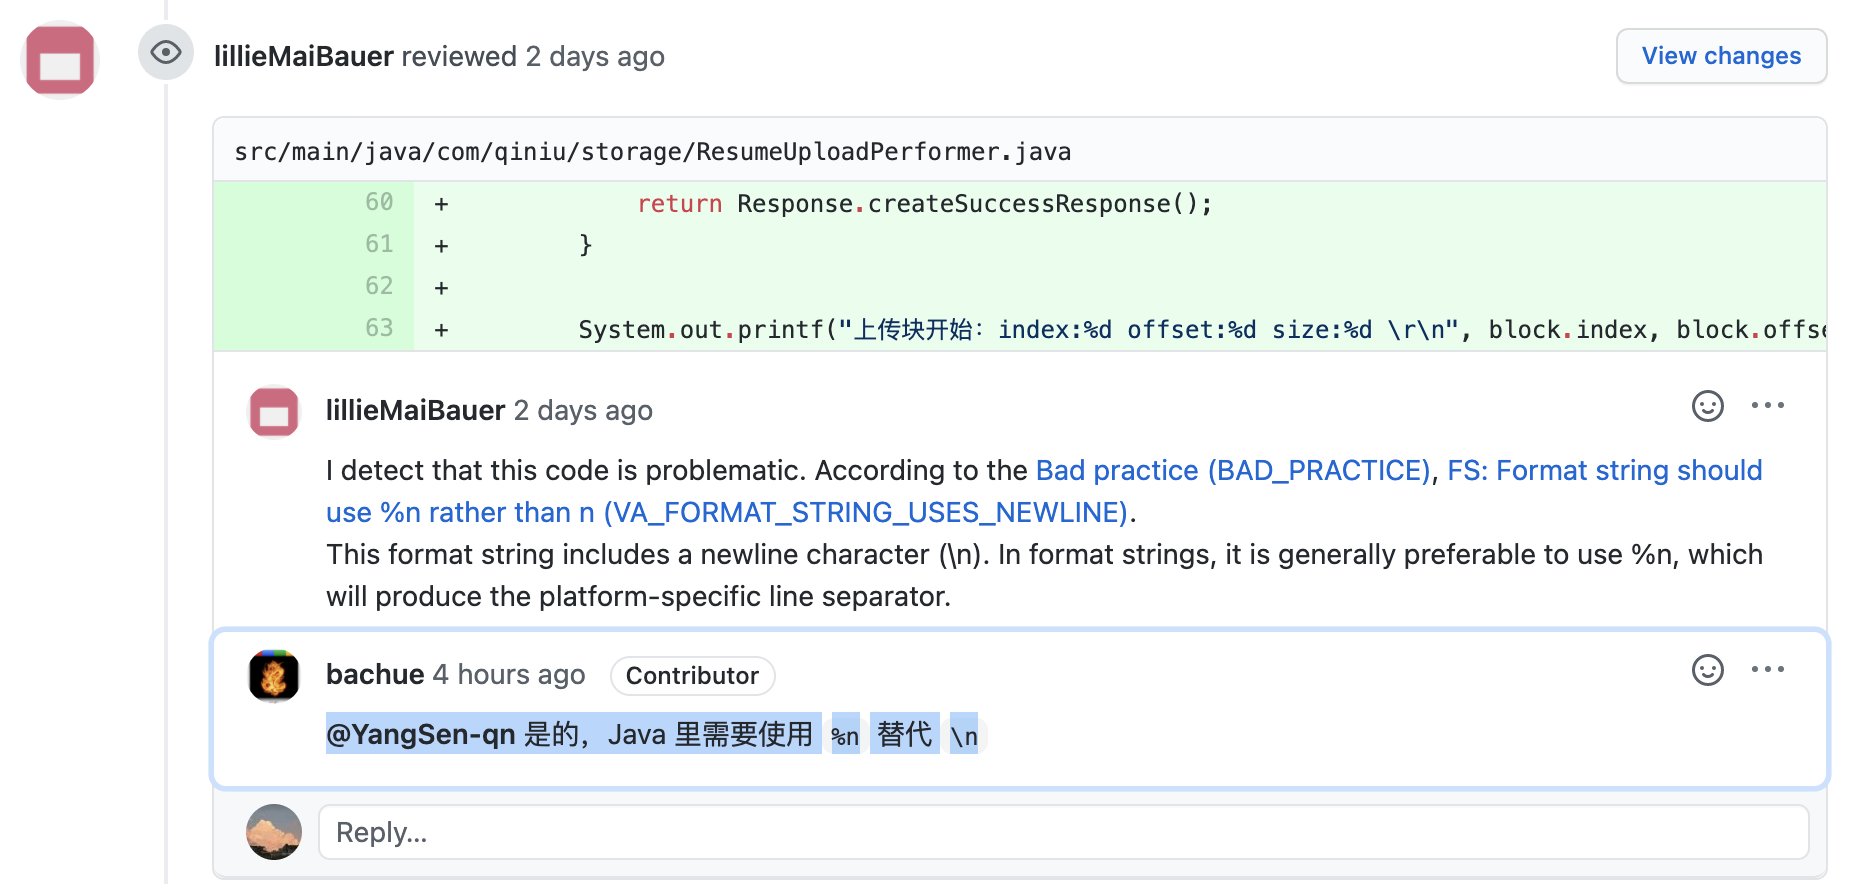 lillieMaiBauer reviewed 2 days ago
View changes
src/main/java/com/qiniu/storage/ResumeUploadPerformer.java
60 + return Response.createSuccessResponse();
61 + }
62 +
63 + System.out.printf("上传块开始：index:%d offset:%d size:%d \r\n", block.index, block.offse
lillieMaiBauer 2 days ago
I detect that this code is problematic. According to the Bad practice (BAD_PRACTICE), FS: Format string should
use %n rather than n (VA_FORMAT_STRING_USES_NEWLINE).
This format string includes a newline character (\n). In format strings, it is generally preferable to use %n, which
will produce the platform-specific line separator.
bachue 4 hours ago Contributor
@YangSen-qn 是的，Java 里需要使用 %n 替代 \n
Reply...